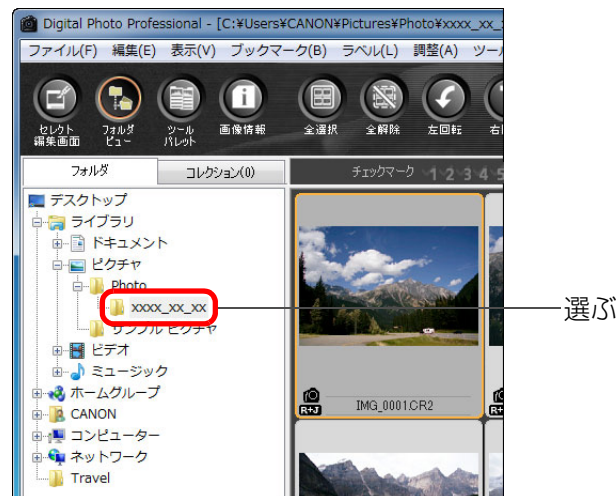 Digital Photo Professional - [C:¥Users¥CANON¥Pictures¥Photo¥xxxx_xx_
ファイル(F) 編集(E) 表示(V) ブックマーク(B) ラベル(L) 調整(A) ツー
セレクト編集画面 フォルダビュー ツールパレット 画像情報 全選択 全解除 左回転 右
フォルダ コレクション(0) チェックマーク 1 2 3 4 5
デスクトップ
ライブラリ
ドキュメント
ピクチャ
Photo
xxxx_xx_xx
選ぶ
サンプル ピクチャ
ビデオ
ミュージック
ホームグループ
R+J IMG_0001.CR2 R+
CANON
コンピューター
ネットワーク
Travel